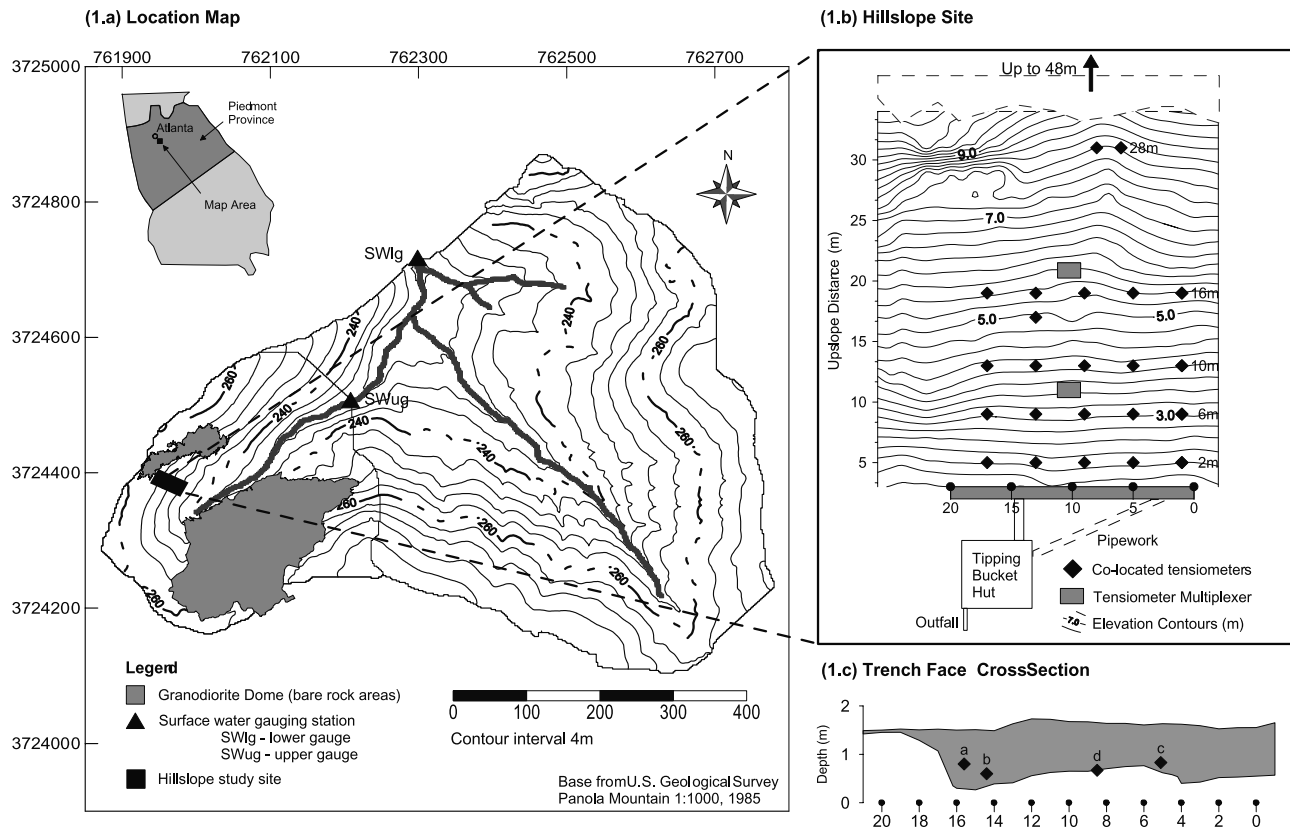 (1.a) Location Map
761900 762100 762300 762500 762700
3725000
3724800
3724600
3724400
3724200
3724000
Piedmont
Province
Atlanta
Map Area
N
SWlg
SWug
240
240
260
240
240
260
260
260
260
260
Legend
Granodiorite Dome (bare rock areas)
Surface water gauging station
SWlg - lower gauge
SWug - upper gauge
Hillslope study site
0 100 200 300 400
Contour interval 4m
Base from U.S. Geological Survey
Panola Mountain 1:1000, 1985
(1.b) Hillslope Site
Up to 48m
Upslope Distance (m)
30
25
20
15
10
5
9.0
28m
7.0
16m
5.0
5.0
10m
3.0
6m
2m
20 15 10 5 0
Tipping
Bucket
Hut
Outfall
Pipework
Co-located tensiometers
Tensiometer Multiplexer
7.0 Elevation Contours (m)
(1.c) Trench Face CrossSection
Depth (m)
2
1
0
a
b
d
c
20 18 16 14 12 10 8 6 4 2 0